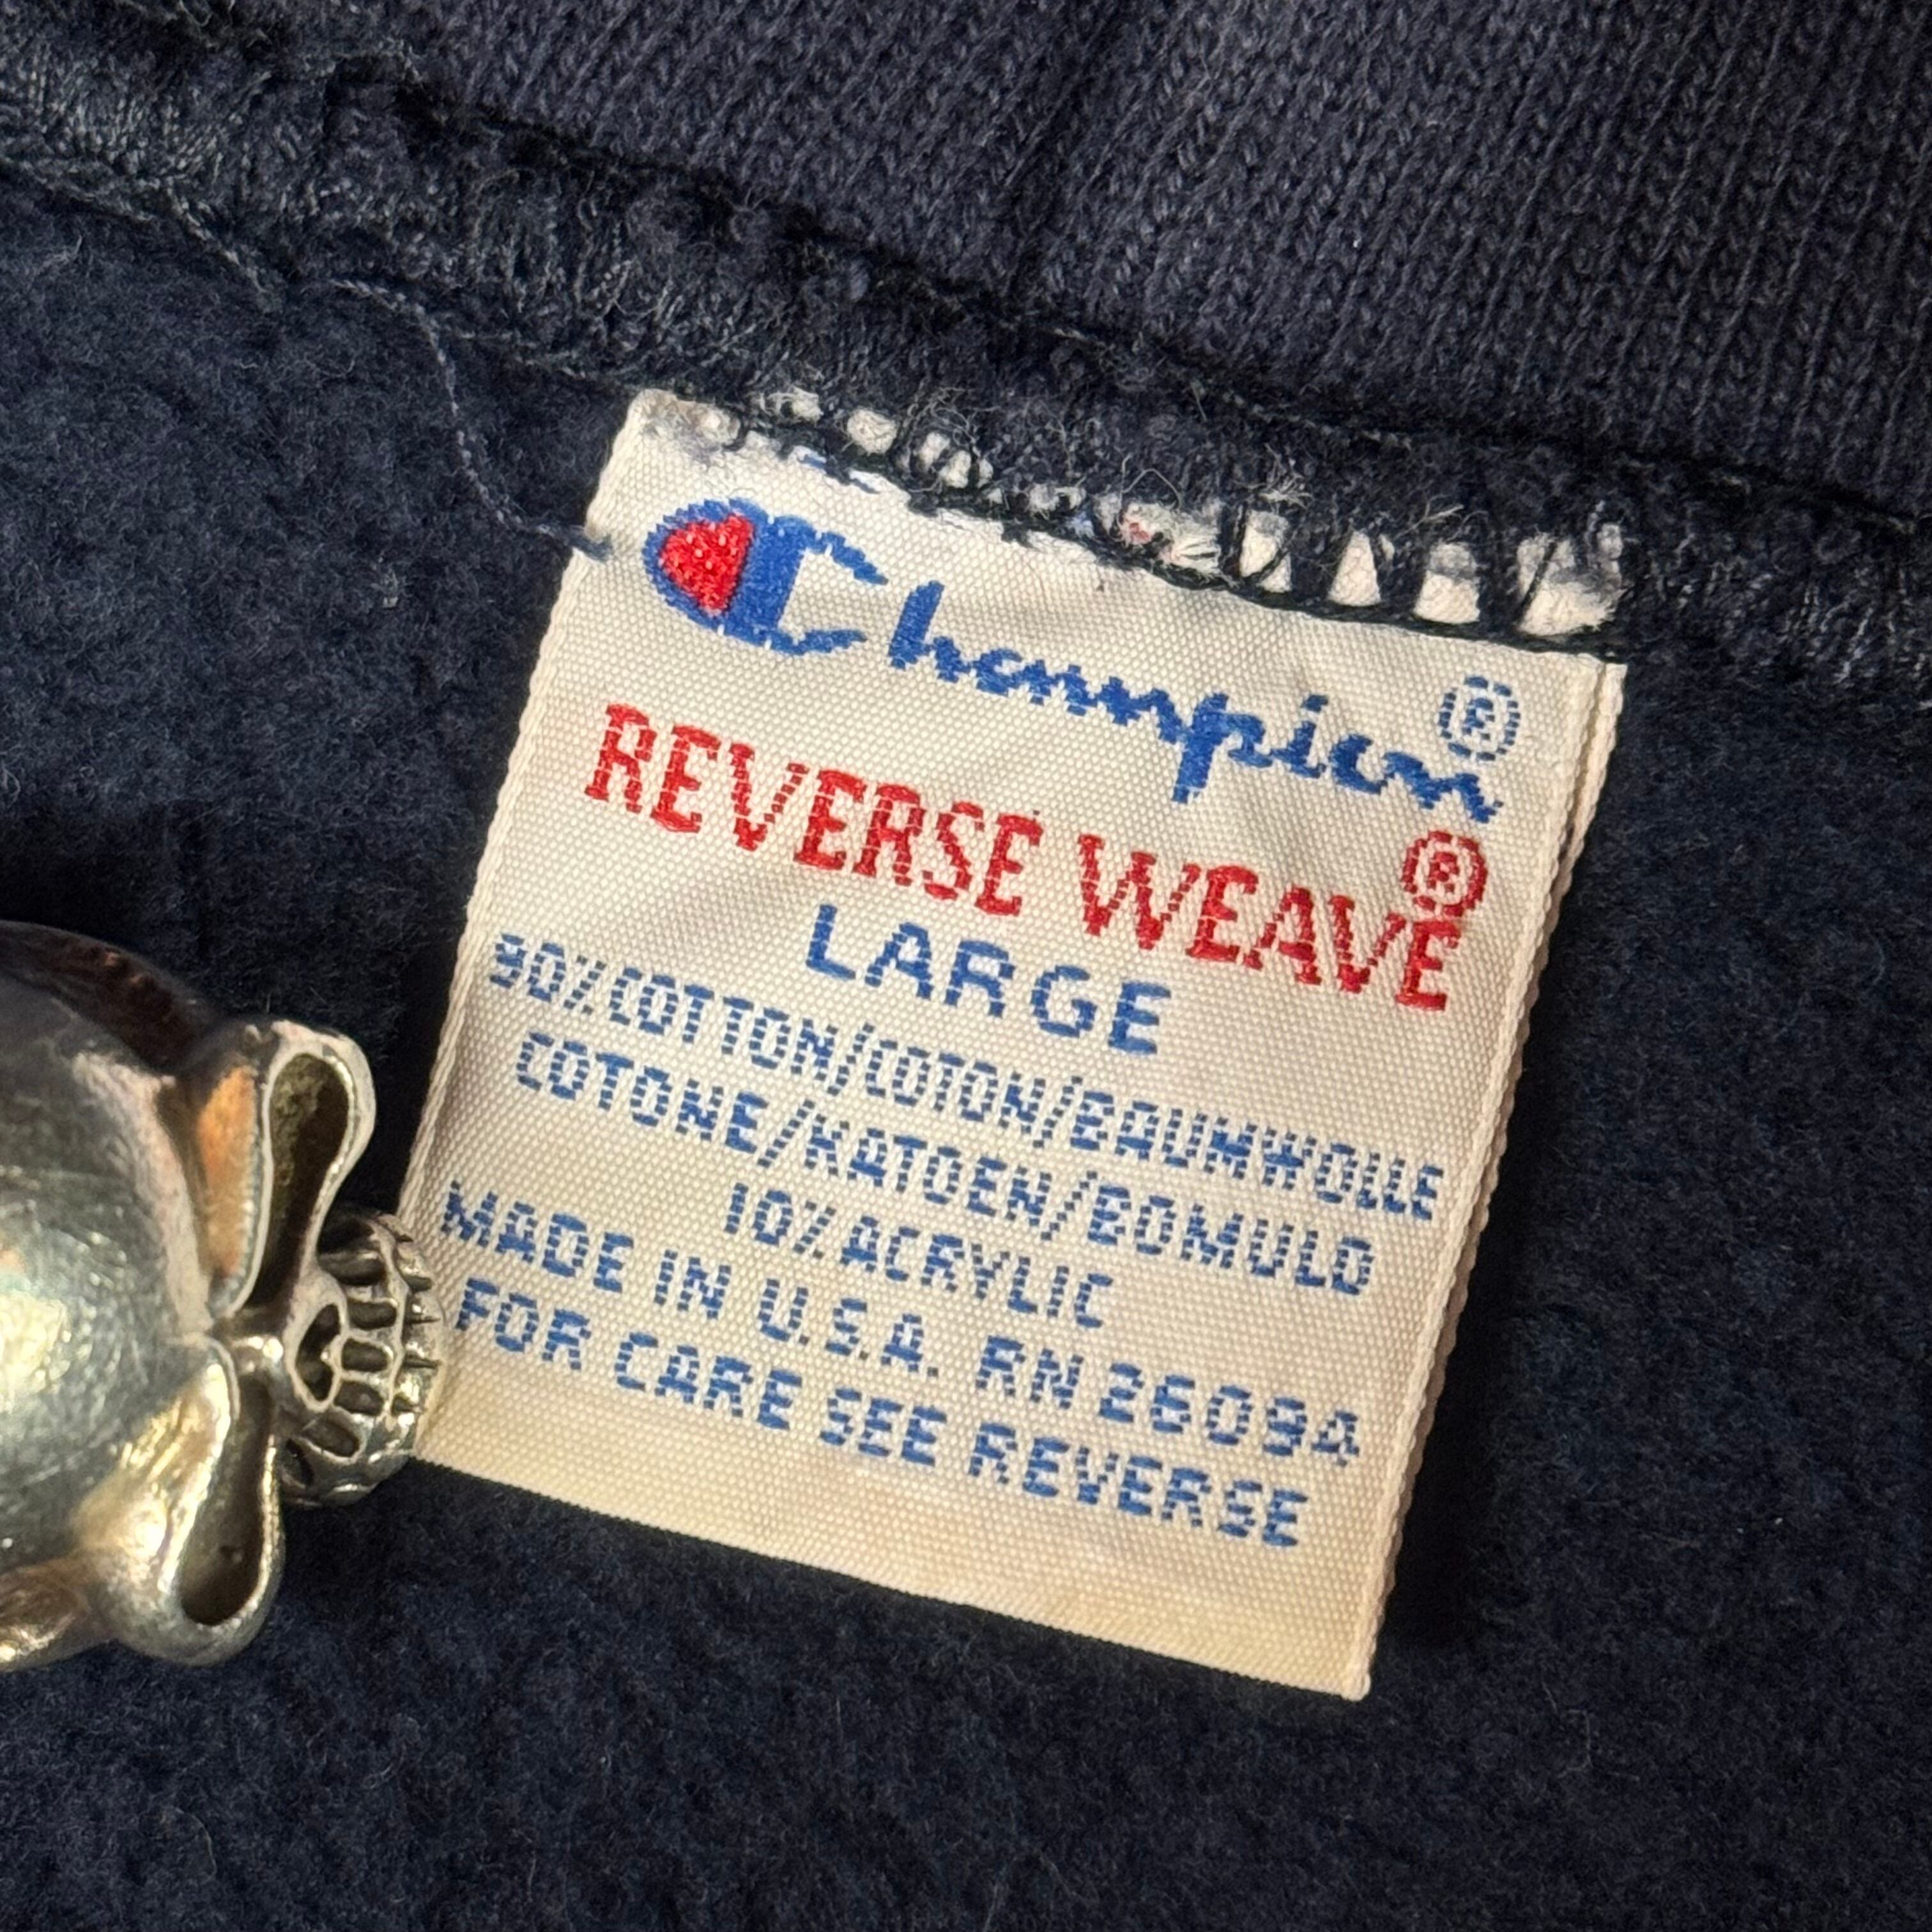 Champion®
REVERSE WEAVE®
LARGE
90% COTTON/COTON/BAUMWOLLE
COTONE/KATOEN/BOMULD
10% ACRYLIC
MADE IN U.S.A. RN 26094
FOR CARE SEE REVERSE